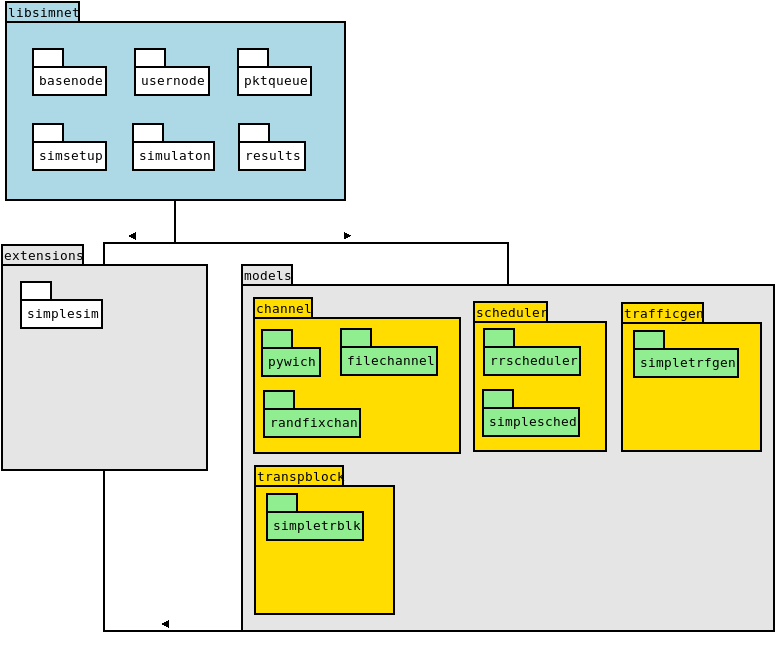 libsimnet
basenode
usernode
pktqueue
simsetup
simulaton
results
extensions
simplesim
models
channel
pywich
filechannel
randfixchan
scheduler
rrscheduler
simplesched
trafficgen
simpletrfgen
transpblock
simpletrblk